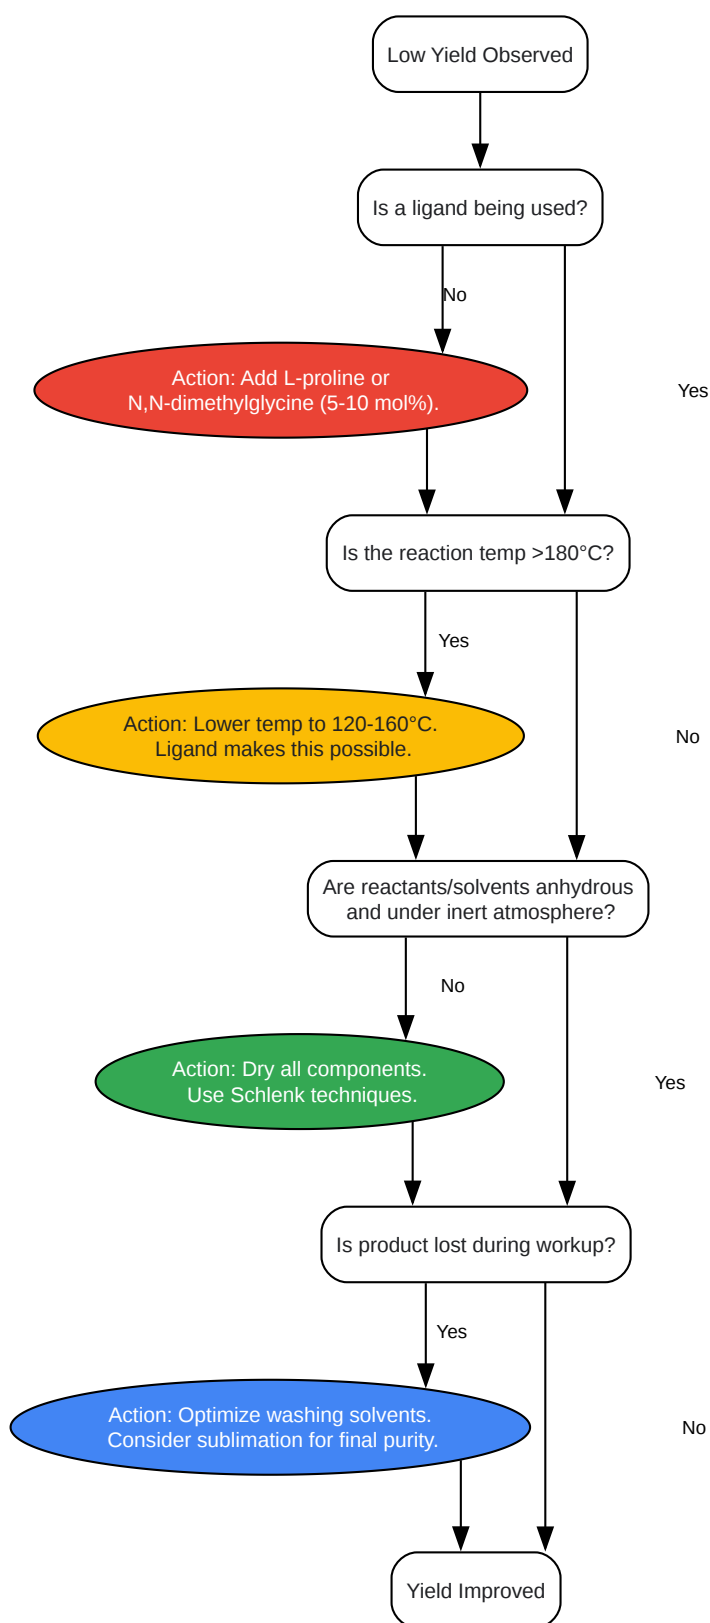 Low Yield Observed
Is a ligand being used?
No
Action: Add L-proline or
N,N-dimethylglycine (5-10 mol%).
Yes
Is the reaction temp >180°C?
Yes
Action: Lower temp to 120-160°C.
Ligand makes this possible.
No
Are reactants/solvents anhydrous
and under inert atmosphere?
No
Action: Dry all components.
Use Schlenk techniques.
Yes
Is product lost during workup?
Yes
Action: Optimize washing solvents.
Consider sublimation for final purity.
No
Yield Improved